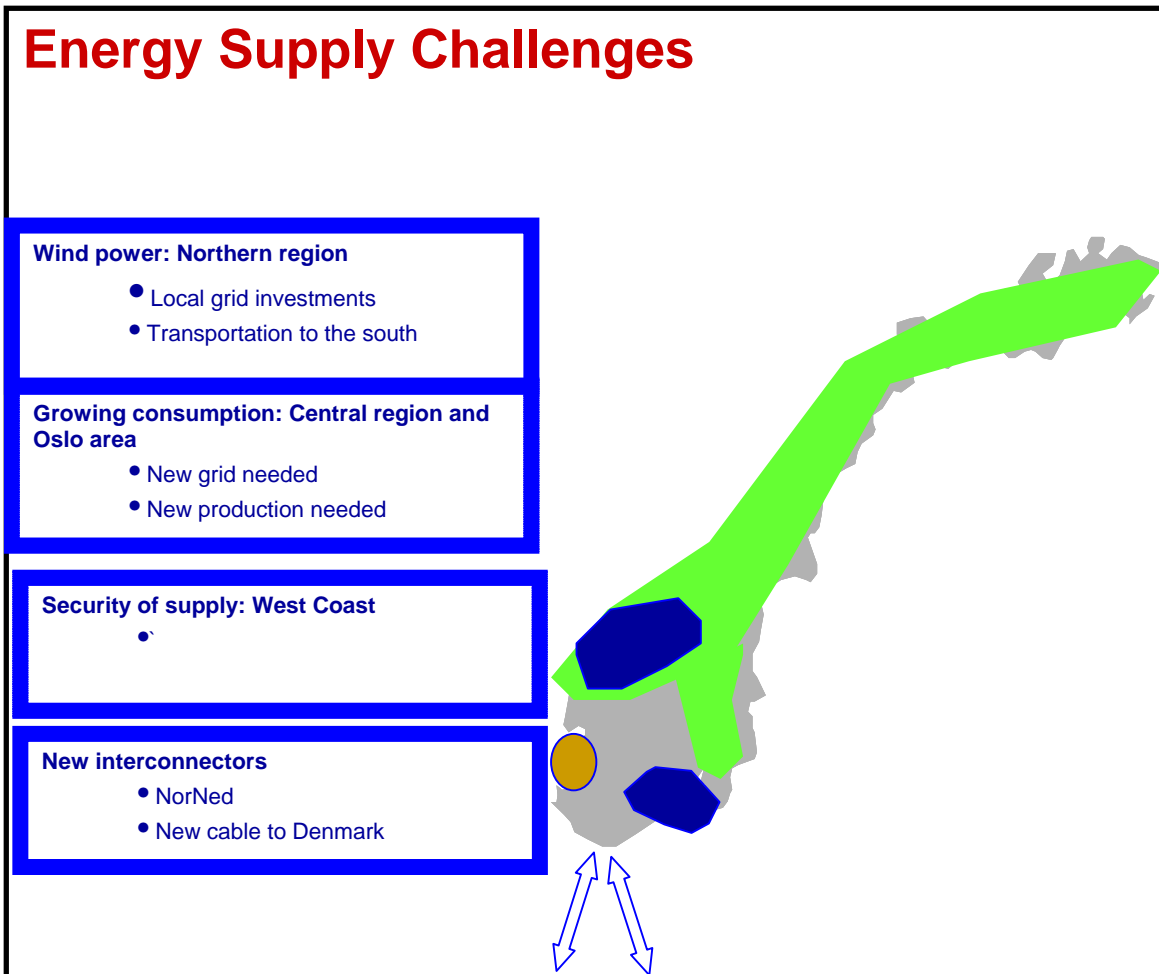 Energy Supply Challenges
Wind power: Northern region
• Local grid investments
• Transportation to the south
Growing consumption: Central region and
Oslo area
• New grid needed
• New production needed
Security of supply: West Coast
•`
New interconnectors
• NorNed
• New cable to Denmark